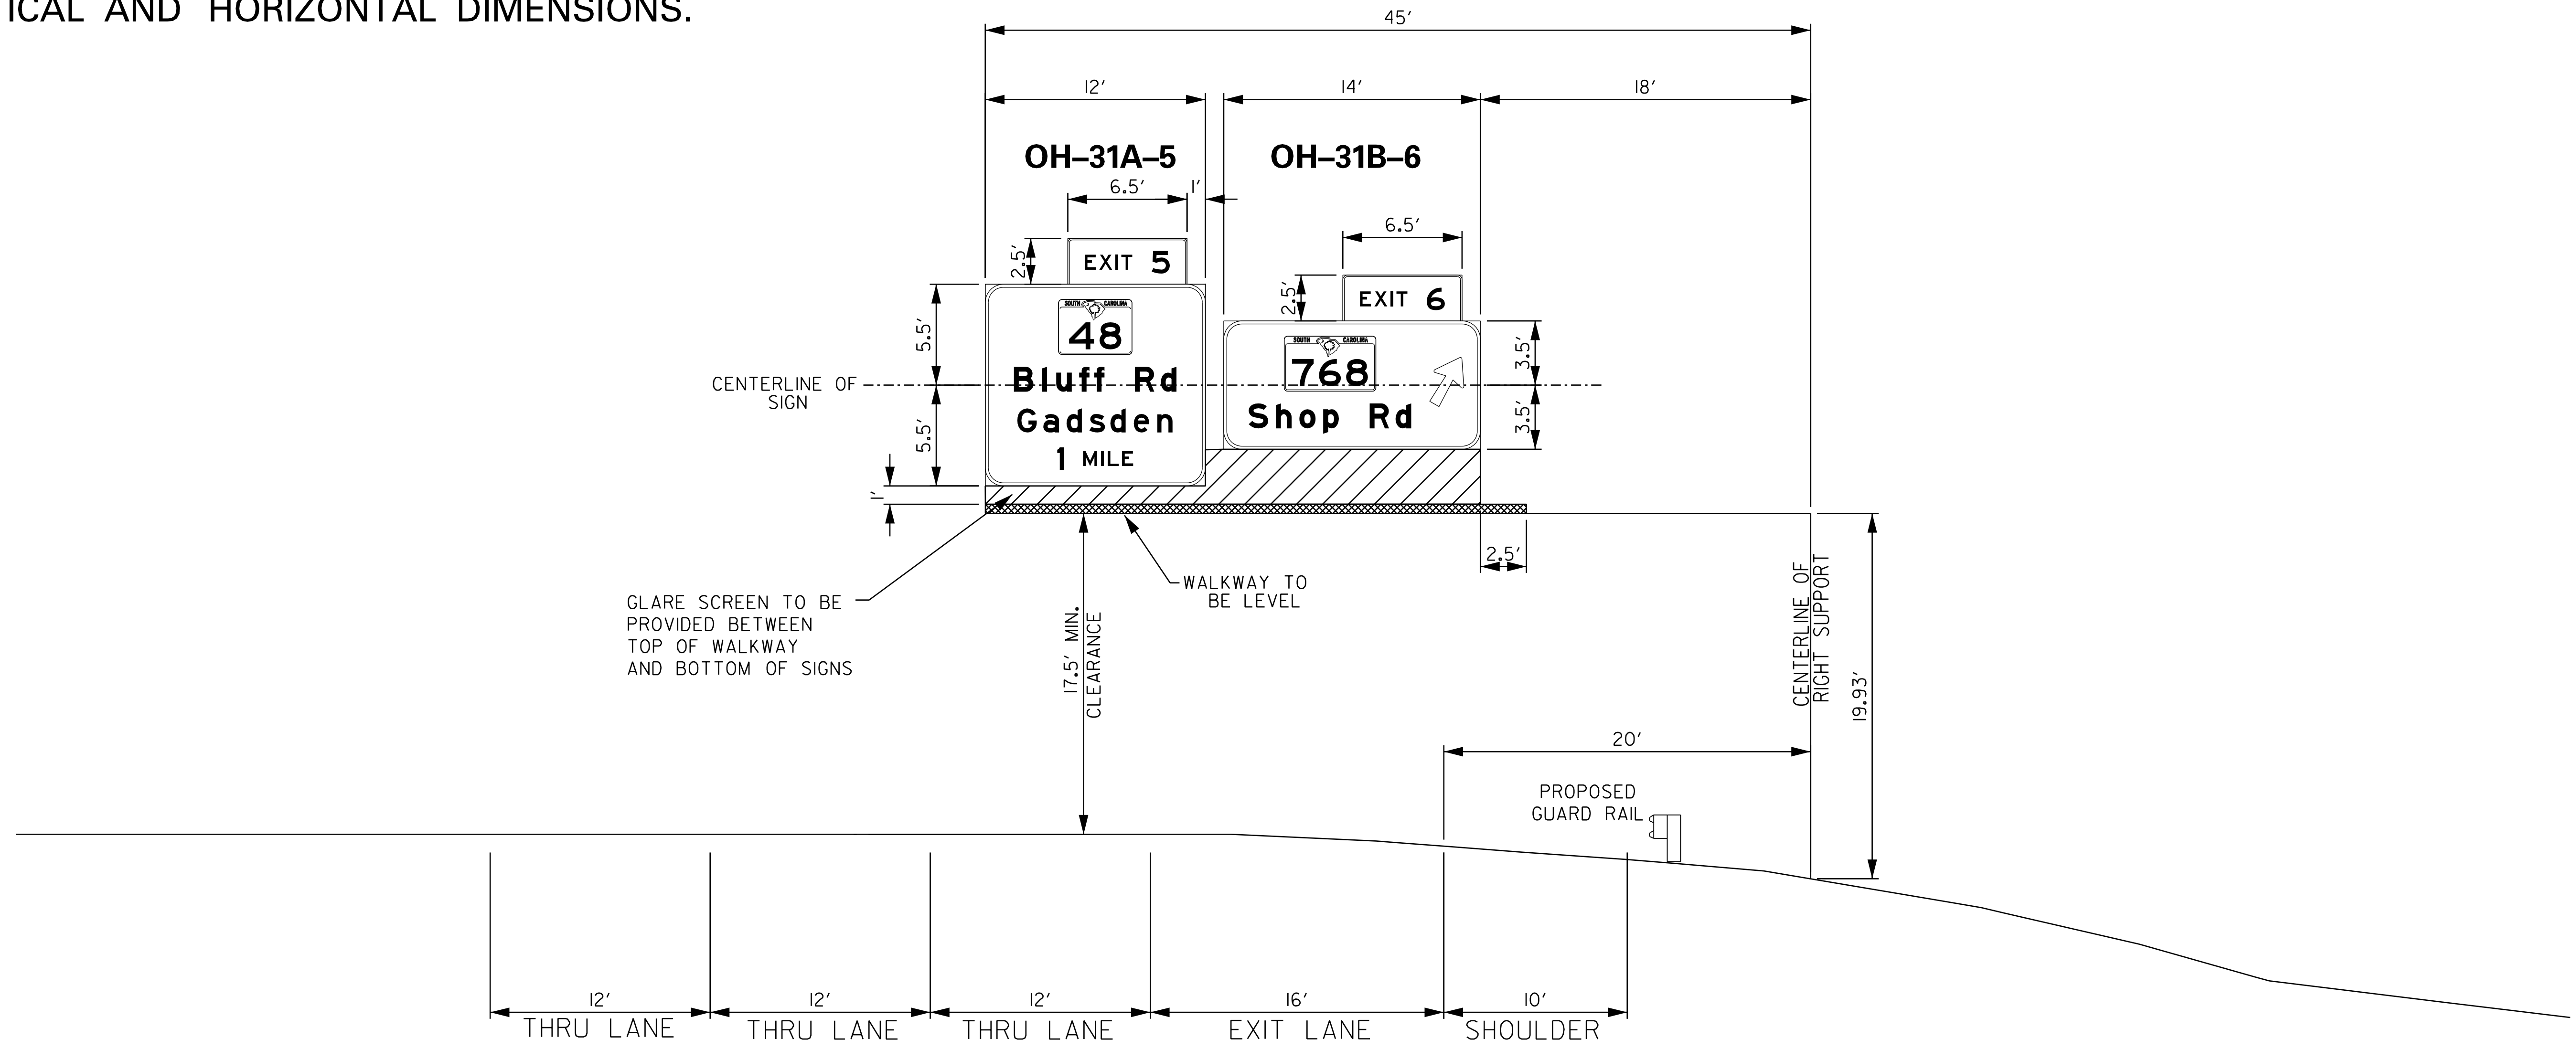 ICAL AND HORIZONTAL DIMENSIONS.
45'
12'
14'
18'
OH–31A–5
OH–31B–6
6.5'
1'
6.5'
2.5'
EXIT 5
2.5'
EXIT 6
SOUTH CAROLINA
48
Bluff Rd
Gadsden
1 MILE
SOUTH CAROLINA
768
Shop Rd
5.5'
5.5'
3.5'
3.5'
CENTERLINE OF
SIGN
1'
2.5'
WALKWAY TO
BE LEVEL
GLARE SCREEN TO BE
PROVIDED BETWEEN
TOP OF WALKWAY
AND BOTTOM OF SIGNS
17.5' MIN.
CLEARANCE
CENTERLINE OF
RIGHT SUPPORT
19.93'
20'
PROPOSED
GUARD RAIL
12'
THRU LANE
12'
THRU LANE
12'
THRU LANE
16'
EXIT LANE
10'
SHOULDER